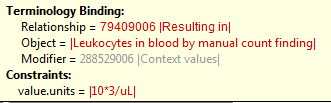 Terminology Binding:
Relationship = 79409006 |Resulting in|
Object = |Leukocytes in blood by manual count finding|
Modifier = 288529006 |Context values|
Constraints:
value.units = |10*3/uL|